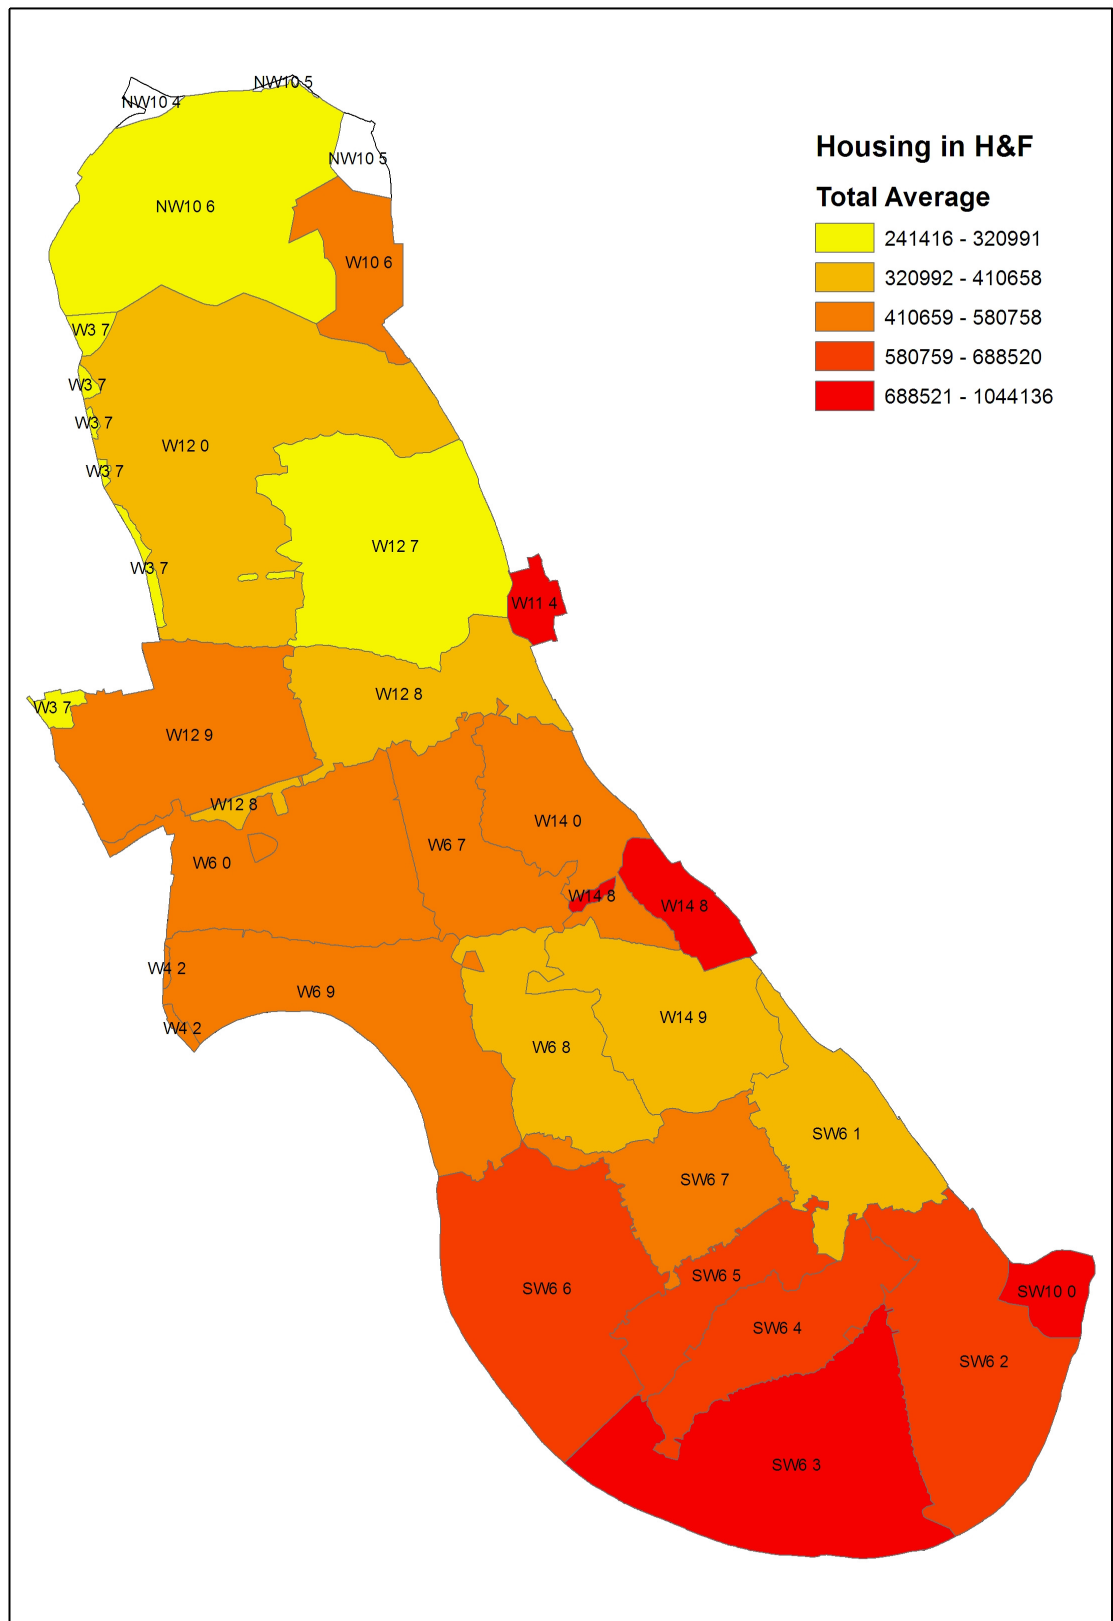 NW10 5
NW10 4
Housing in H&F
NW10 5
Total Average
NW10 6
241416 - 320991
W10 6
320992 - 410658
410659 - 580758
W3 7
580759 - 688520
W3 7
688521 - 1044136
W3 7
W12 0
W3 7
W12 7
W3 7
W11 4
W12 8
W3 7
W12 9
W12 8
W14 0
W6 7
W6 0
W14 8
W14 8
W4 2
W6 9
W14 9
W4 2
W6 8
SW6 1
SW6 7
SW6 5
SW6 6
SW10 0
SW6 4
SW6 2
SW6 3